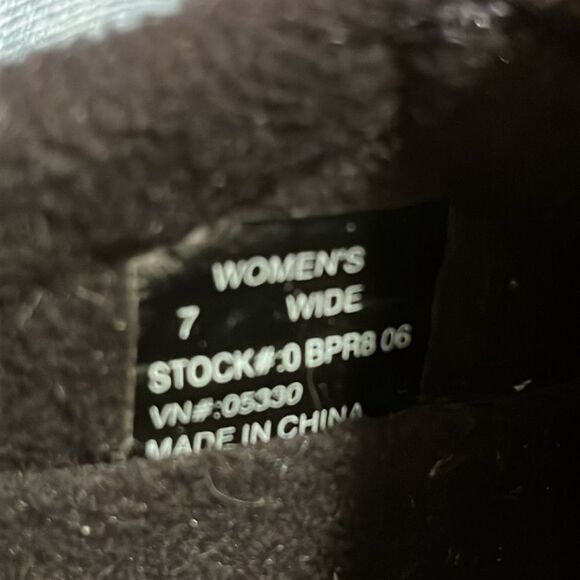 WOMEN'S
7 WIDE
STOCK#:0 BPR8 06
VN#:05330
MADE IN CHINA